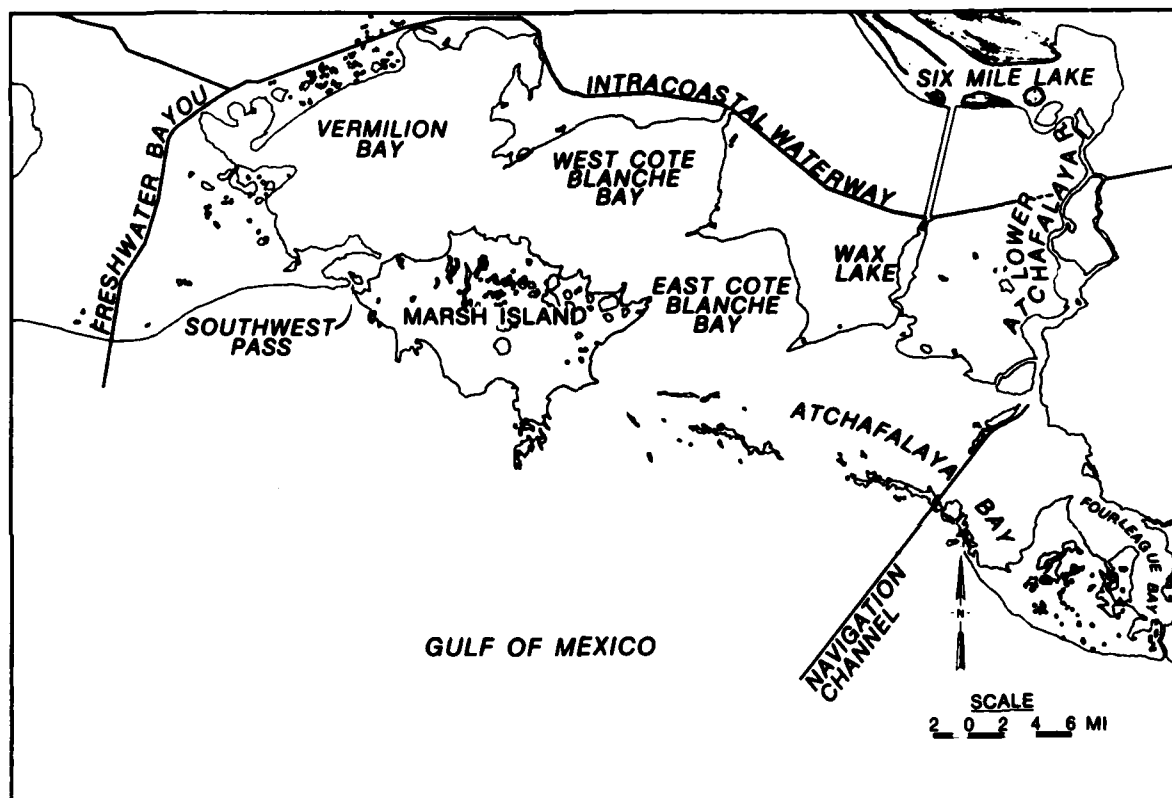 SIX MILE LAKE
INTRACOASTAL WATERWAY
FRESHWATER BAYOU
VERMILION
BAY
WEST COTE
BLANCHE
BAY
LOWER
ATCHAFALAYA R
WAX
LAKE
EAST COTE
BLANCHE
BAY
MARSH ISLAND
SOUTHWEST
PASS
ATCHAFALAYA
BAY
FOURLEAGUE BAY
N
NAVIGATION
CHANNEL
GULF OF MEXICO
SCALE
2 0 2 4 6 MI